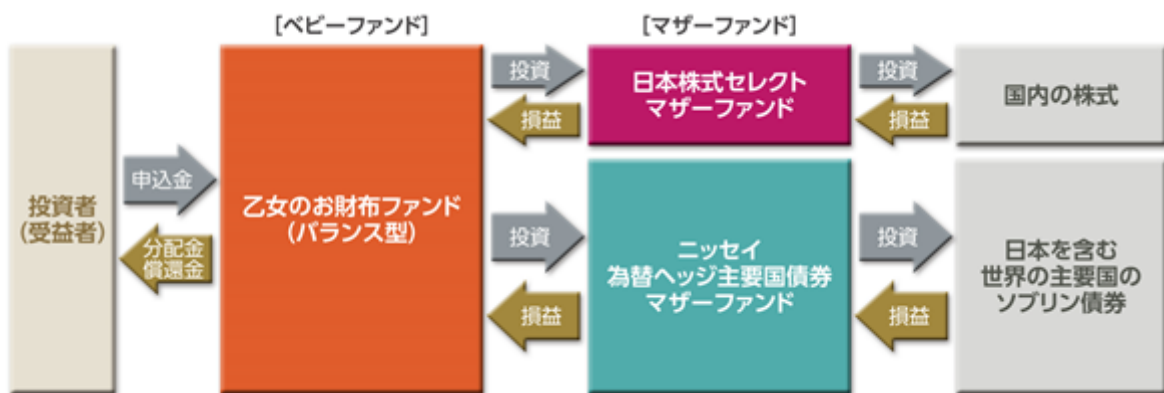 [ベビーファンド]
[マザーファンド]
投資者
(受益者)
申込金
分配金
償還金
乙女のお財布ファンド
(バランス型)
投資
損益
日本株式セレクト
マザーファンド
投資
損益
国内の株式
投資
損益
ニッセイ
為替ヘッジ主要国債券
マザーファンド
投資
損益
日本を含む
世界の主要国の
ソブリン債券